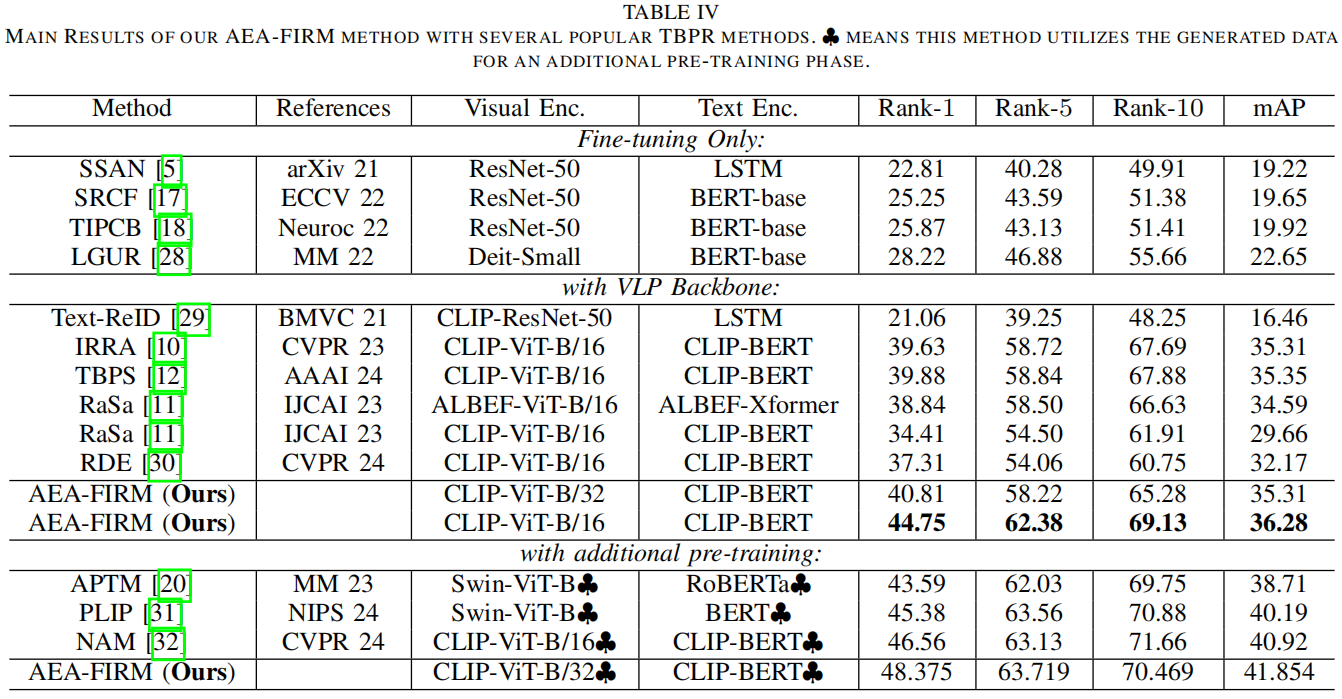 TABLE IV
MAIN RESULTS OF OUR AEA-FIRM METHOD WITH SEVERAL POPULAR TBPR METHODS. ♣ MEANS THIS METHOD UTILIZES THE GENERATED DATA
FOR AN ADDITIONAL PRE-TRAINING PHASE.
Method References Visual Enc. Text Enc. Rank-1 Rank-5 Rank-10 mAP
Fine-tuning Only:
SSAN [5] arXiv 21 ResNet-50 LSTM 22.81 40.28 49.91 19.22
SRCF [17] ECCV 22 ResNet-50 BERT-base 25.25 43.59 51.38 19.65
TIPCB [18] Neuroc 22 ResNet-50 BERT-base 25.87 43.13 51.41 19.92
LGUR [28] MM 22 Deit-Small BERT-base 28.22 46.88 55.66 22.65
with VLP Backbone:
Text-ReID [29] BMVC 21 CLIP-ResNet-50 LSTM 21.06 39.25 48.25 16.46
IRRA [10] CVPR 23 CLIP-ViT-B/16 CLIP-BERT 39.63 58.72 67.69 35.31
TBPS [12] AAAI 24 CLIP-ViT-B/16 CLIP-BERT 39.88 58.84 67.88 35.35
RaSa [11] IJCAI 23 ALBEF-ViT-B/16 ALBEF-Xformer 38.84 58.50 66.63 34.59
RaSa [11] IJCAI 23 CLIP-ViT-B/16 CLIP-BERT 34.41 54.50 61.91 29.66
RDE [30] CVPR 24 CLIP-ViT-B/16 CLIP-BERT 37.31 54.06 60.75 32.17
AEA-FIRM (Ours) CLIP-ViT-B/32 CLIP-BERT 40.81 58.22 65.28 35.31
AEA-FIRM (Ours) CLIP-ViT-B/16 CLIP-BERT 44.75 62.38 69.13 36.28
with additional pre-training:
APTM [20] MM 23 Swin-ViT-B♣ RoBERTa♣ 43.59 62.03 69.75 38.71
PLIP [31] NIPS 24 Swin-ViT-B♣ BERT♣ 45.38 63.56 70.88 40.19
NAM [32] CVPR 24 CLIP-ViT-B/16♣ CLIP-BERT♣ 46.56 63.13 71.66 40.92
AEA-FIRM (Ours) CLIP-ViT-B/32♣ CLIP-BERT♣ 48.375 63.719 70.469 41.854